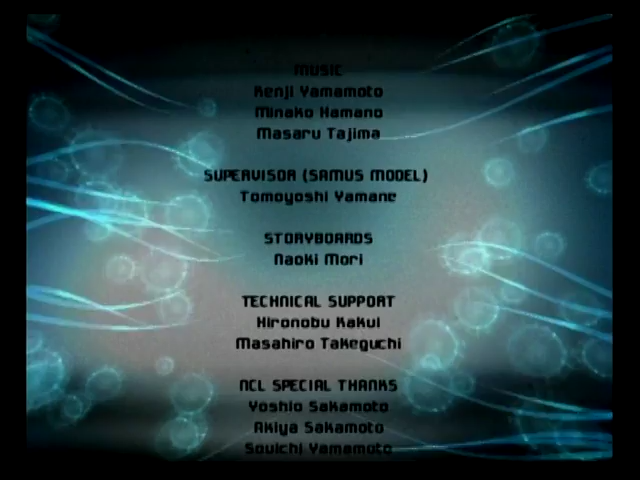 MUSIC
Kenji Yamamoto
Minako Hamano
Masaru Tajima
SUPERVISOR (SAMUS MODEL)
Tomoyoshi Yamane
STORYBOARDS
Naoki Mori
TECHNICAL SUPPORT
Hironobu Kakui
Masahiro Takeguchi
NCL SPECIAL THANKS
Yoshio Sakamoto
Akiya Sakamoto
Souichi Yamamoto